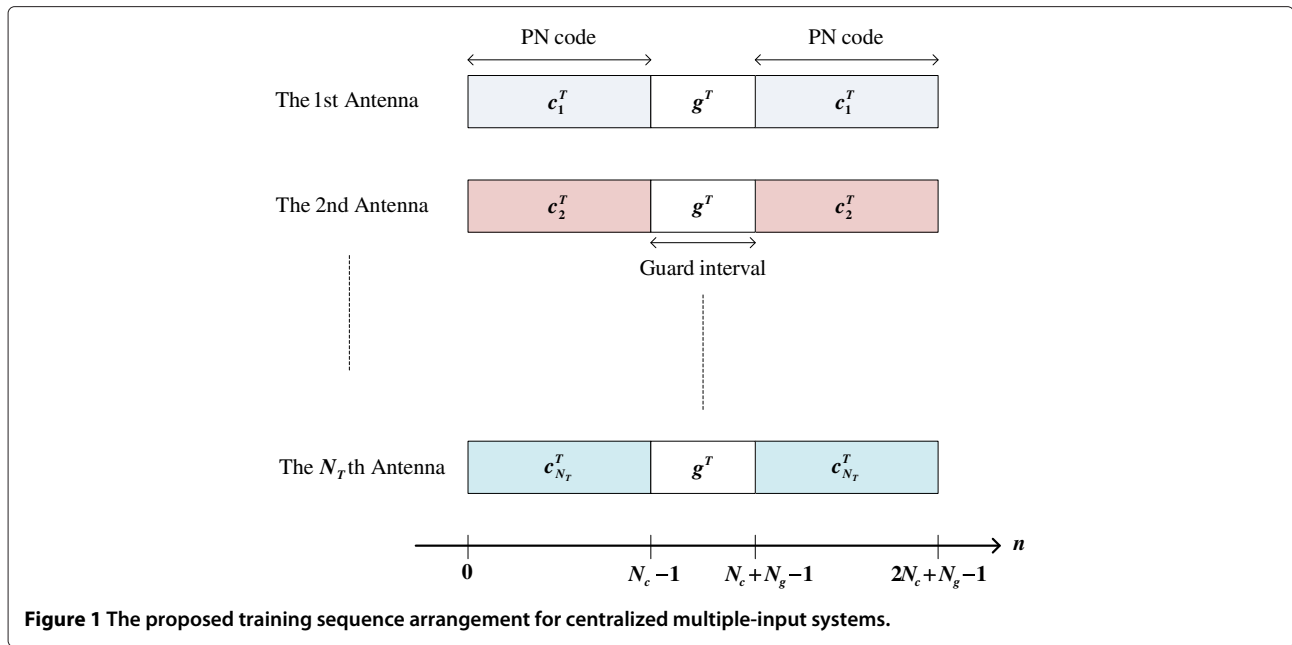 PN code PN code
The 1st Antenna c_1^T g^T c_1^T
The 2nd Antenna c_2^T g^T c_2^T
Guard interval
The N_T th Antenna c_{N_T}^T g^T c_{N_T}^T
n
0 N_c−1 N_c+N_g−1 2N_c+N_g−1
Figure 1 The proposed training sequence arrangement for centralized multiple-input systems.